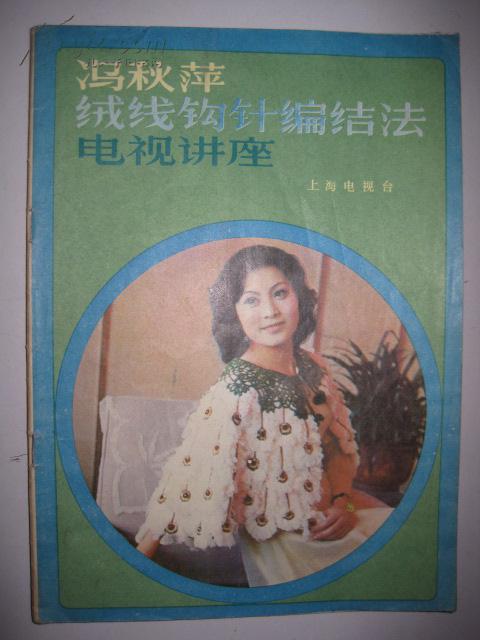 冯秋萍
绒线钩针编结法
电视讲座
上海电视台